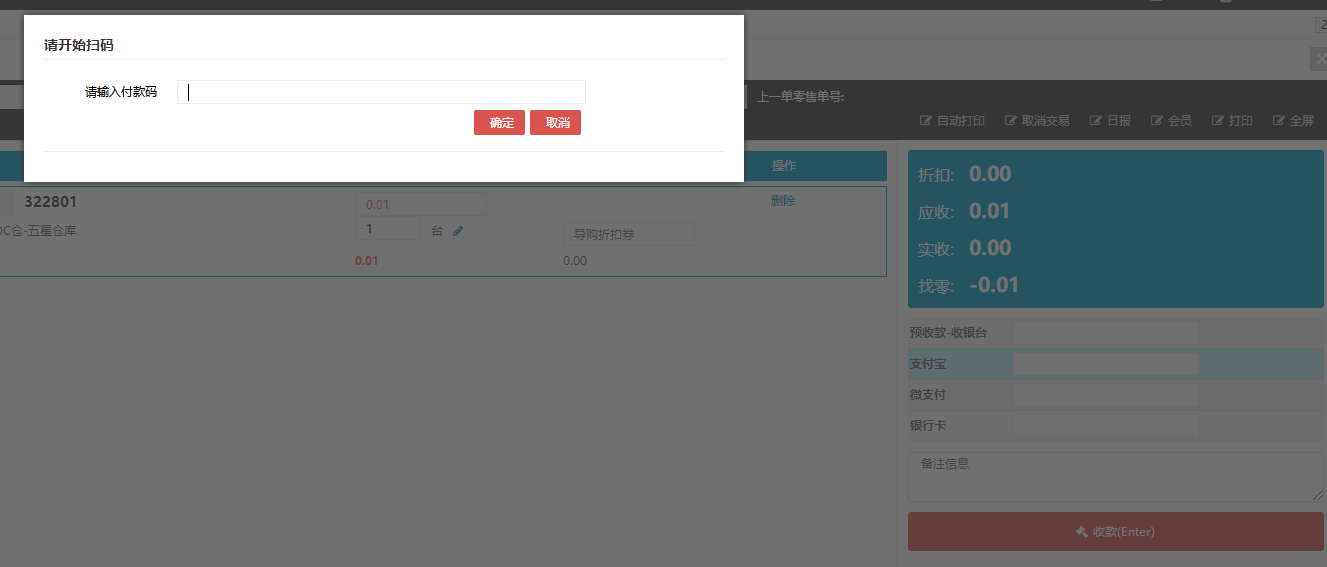 请开始扫码
请输入付款码
确定 取消
上一单零售单号:
自动打印 取消交易 日报 会员 打印 全屏
操作
322801 0.01 删除
C仓-五星仓库 1 台 导购折扣券
0.01 0.00
折扣: 0.00
应收: 0.01
实收: 0.00
找零: -0.01
预收款-收银台
支付宝
微支付
银行卡
备注信息
收款(Enter)